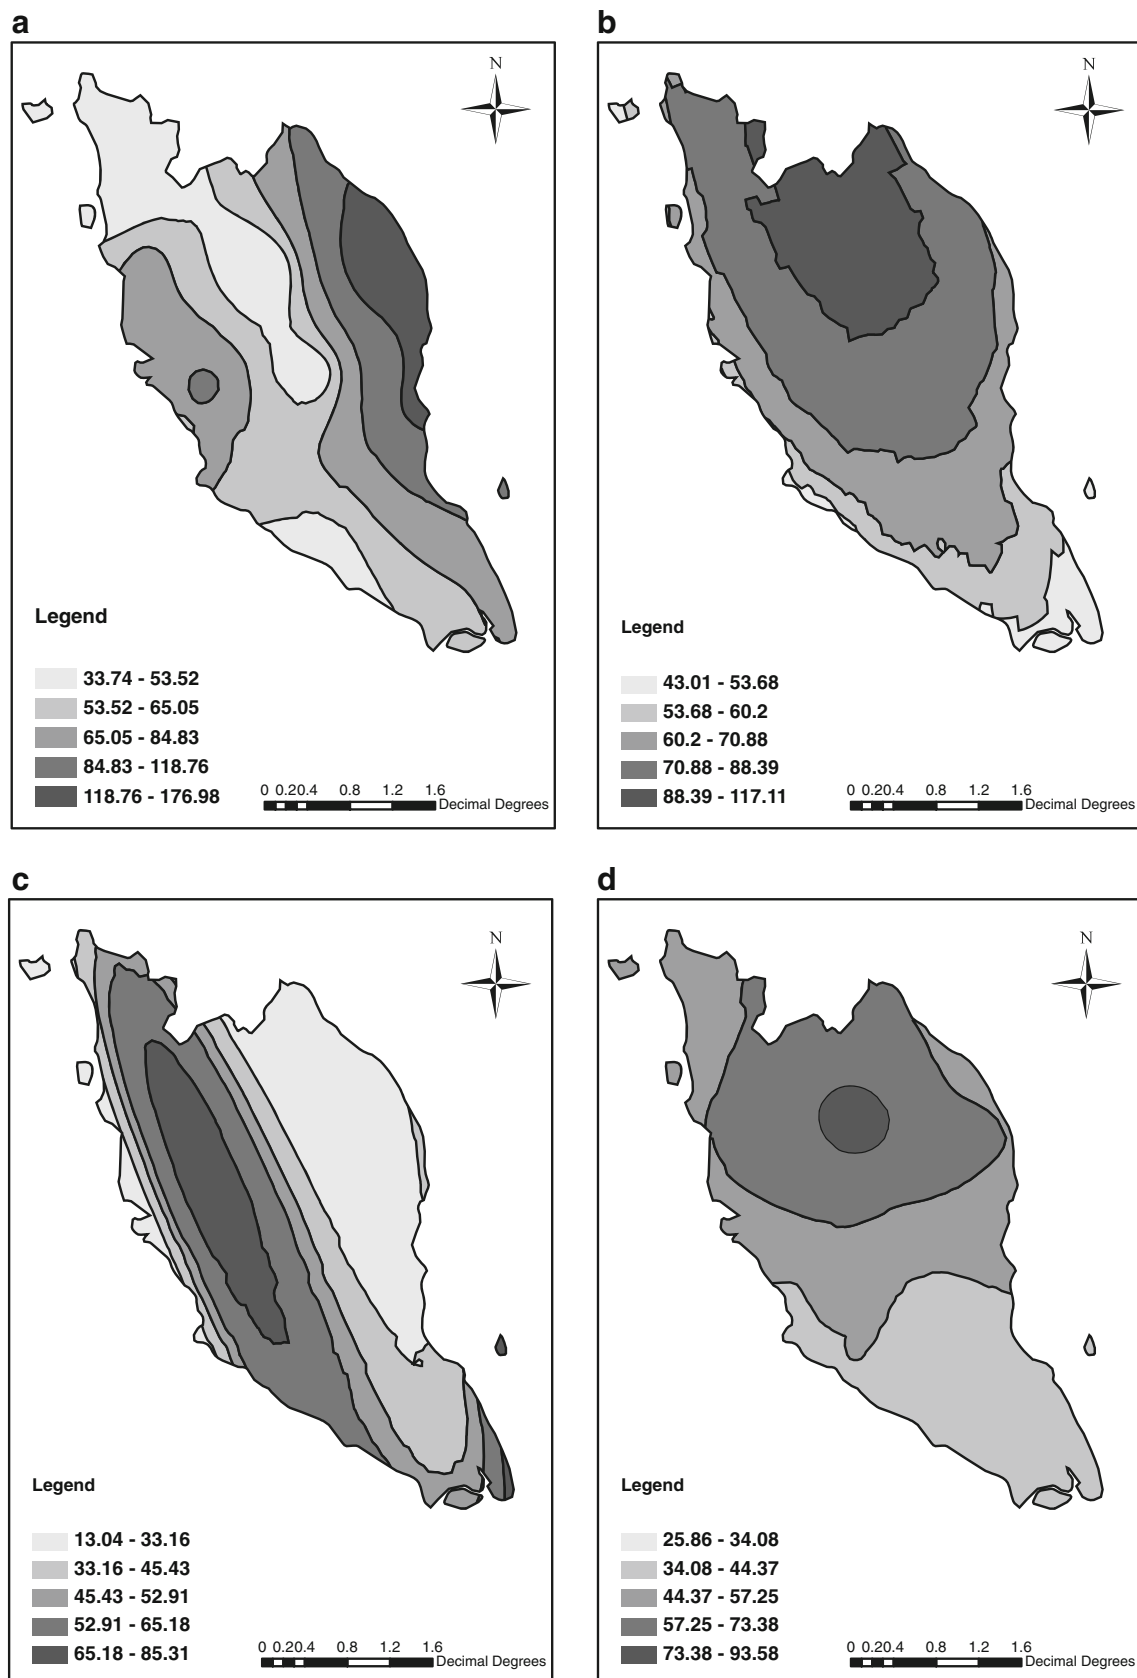 a
N
Legend
33.74 - 53.52
53.52 - 65.05
65.05 - 84.83
84.83 - 118.76
118.76 - 176.98
0 0.20.4 0.8 1.2 1.6
Decimal Degrees
b
N
Legend
43.01 - 53.68
53.68 - 60.2
60.2 - 70.88
70.88 - 88.39
88.39 - 117.11
0 0.20.4 0.8 1.2 1.6
Decimal Degrees
c
N
Legend
13.04 - 33.16
33.16 - 45.43
45.43 - 52.91
52.91 - 65.18
65.18 - 85.31
0 0.20.4 0.8 1.2 1.6
Decimal Degrees
d
N
Legend
25.86 - 34.08
34.08 - 44.37
44.37 - 57.25
57.25 - 73.38
73.38 - 93.58
0 0.20.4 0.8 1.2 1.6
Decimal Degrees